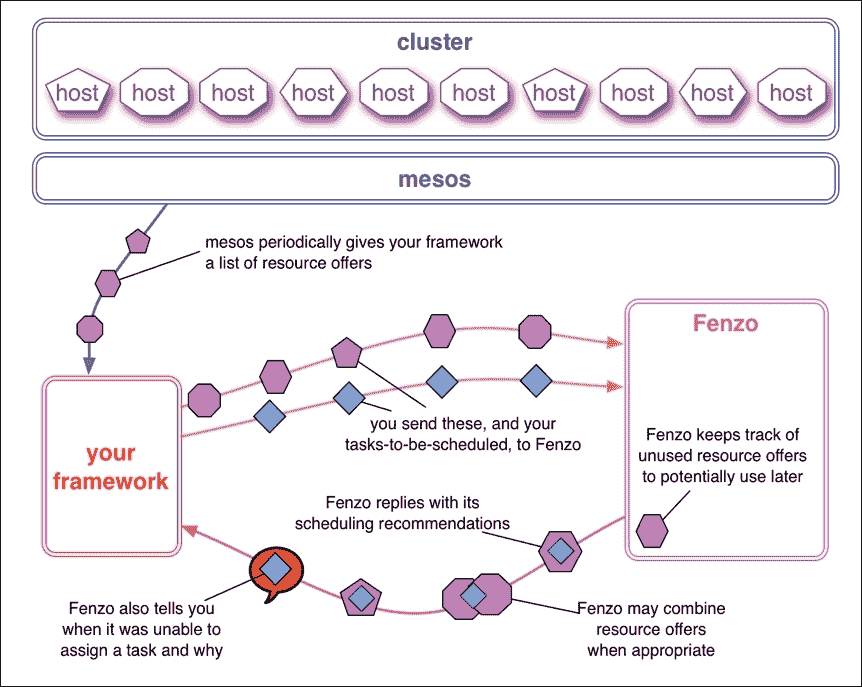 cluster
host host host host host host host host host host
mesos
mesos periodically gives your framework
a list of resource offers
Fenzo
you send these, and your
tasks-to-be-scheduled, to Fenzo
your
framework
Fenzo keeps track of
unused resource offers
to potentially use later
Fenzo replies with its
scheduling recommendations
Fenzo also tells you
when it was unable to
assign a task and why
Fenzo may combine
resource offers
when appropriate